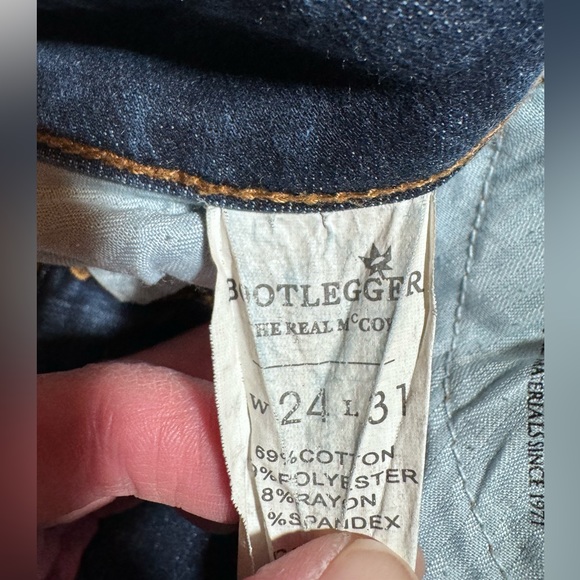 BOOTLEGGER
THE REAL McCOY
W 24 L 31
69%COTTON
%POLYESTER
8%RAYON
%SPANDEX
MATERIALS SINCE 1971